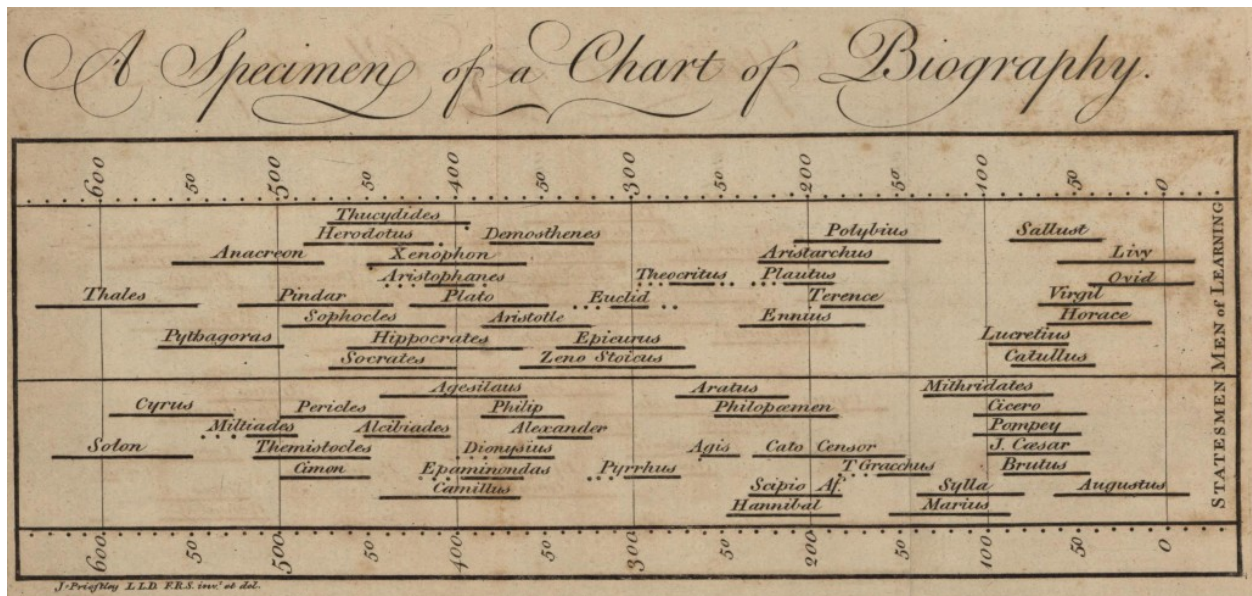 A Specimen of a Chart of Biography.
600 50 500 50 400 50 300 50 200 50 100 50 0
Thucydides
Herodotus Demosthenes Polybius Sallust
Anacreon Xenophon Aristarchus Livy
Aristophanes Theocritus Plautus Ovid
Thales Pindar Plato Euclid Terence Virgil
Sophocles Aristotle Ennius Horace
Pythagoras Hippocrates Epicurus Lucretius
Socrates Zeno Stoicus Catullus
MEN of LEARNING
Agesilaus Aratus Mithridates
Cyrus Pericles Philip Philopæmen Cicero
Miltiades Alcibiades Alexander Pompey
Solon Themistocles Dionysius Agis Cato Censor J. Cæsar
Cimon Epaminondas Pyrrhus T Gracchus Brutus
Camillus Scipio Af. Sylla Augustus
Hannibal Marius
STATESMEN
600 50 500 50 400 50 300 50 200 50 100 50 0
J. Priestley L.L.D. F.R.S. inv.t et del.